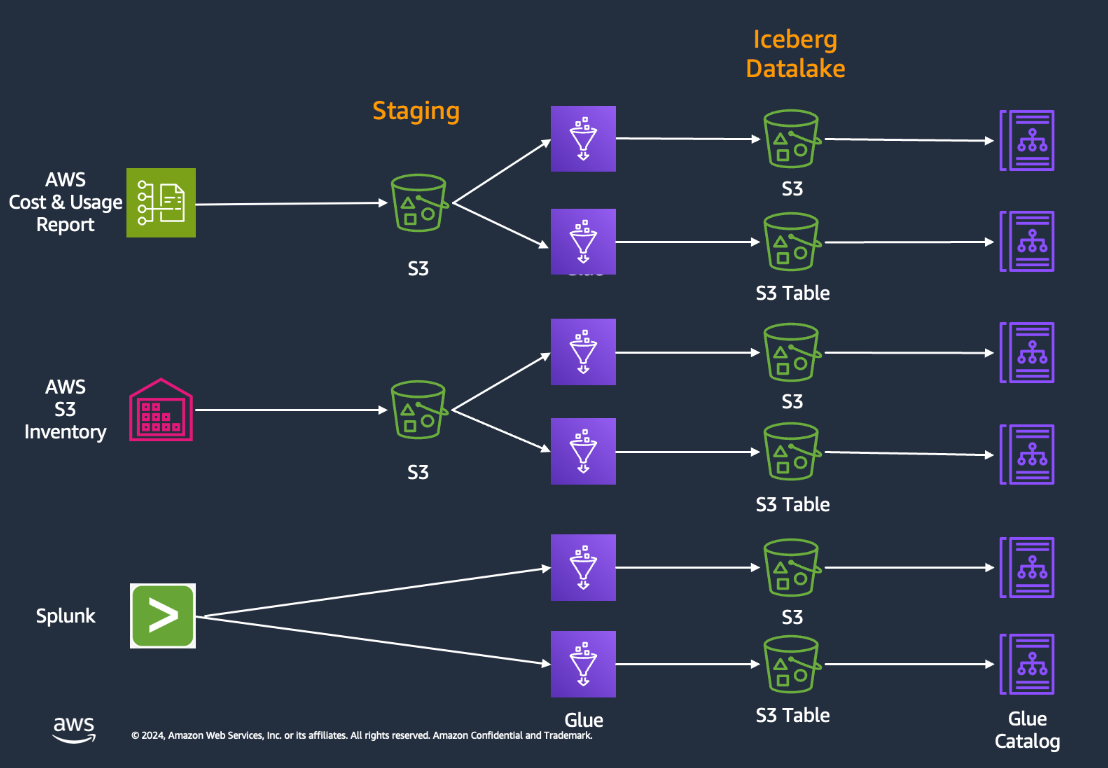 Iceberg
Datalake
Staging
AWS
Cost & Usage
Report
S3
S3
S3 Table
AWS
S3
Inventory
S3
S3
S3 Table
Splunk
>
S3
Glue
S3 Table
Glue
Catalog
aws
© 2024, Amazon Web Services, Inc. or its affiliates. All rights reserved. Amazon Confidential and Trademark.